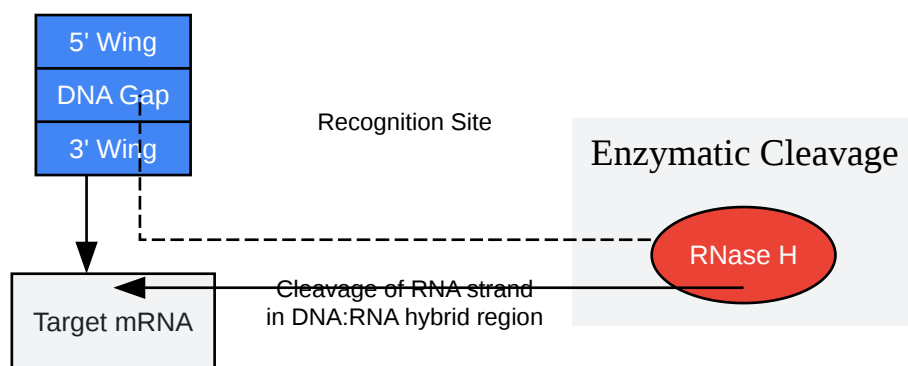 5' Wing
DNA Gap
3' Wing
Recognition Site
Enzymatic Cleavage
RNase H
Cleavage of RNA strand
in DNA:RNA hybrid region
Target mRNA